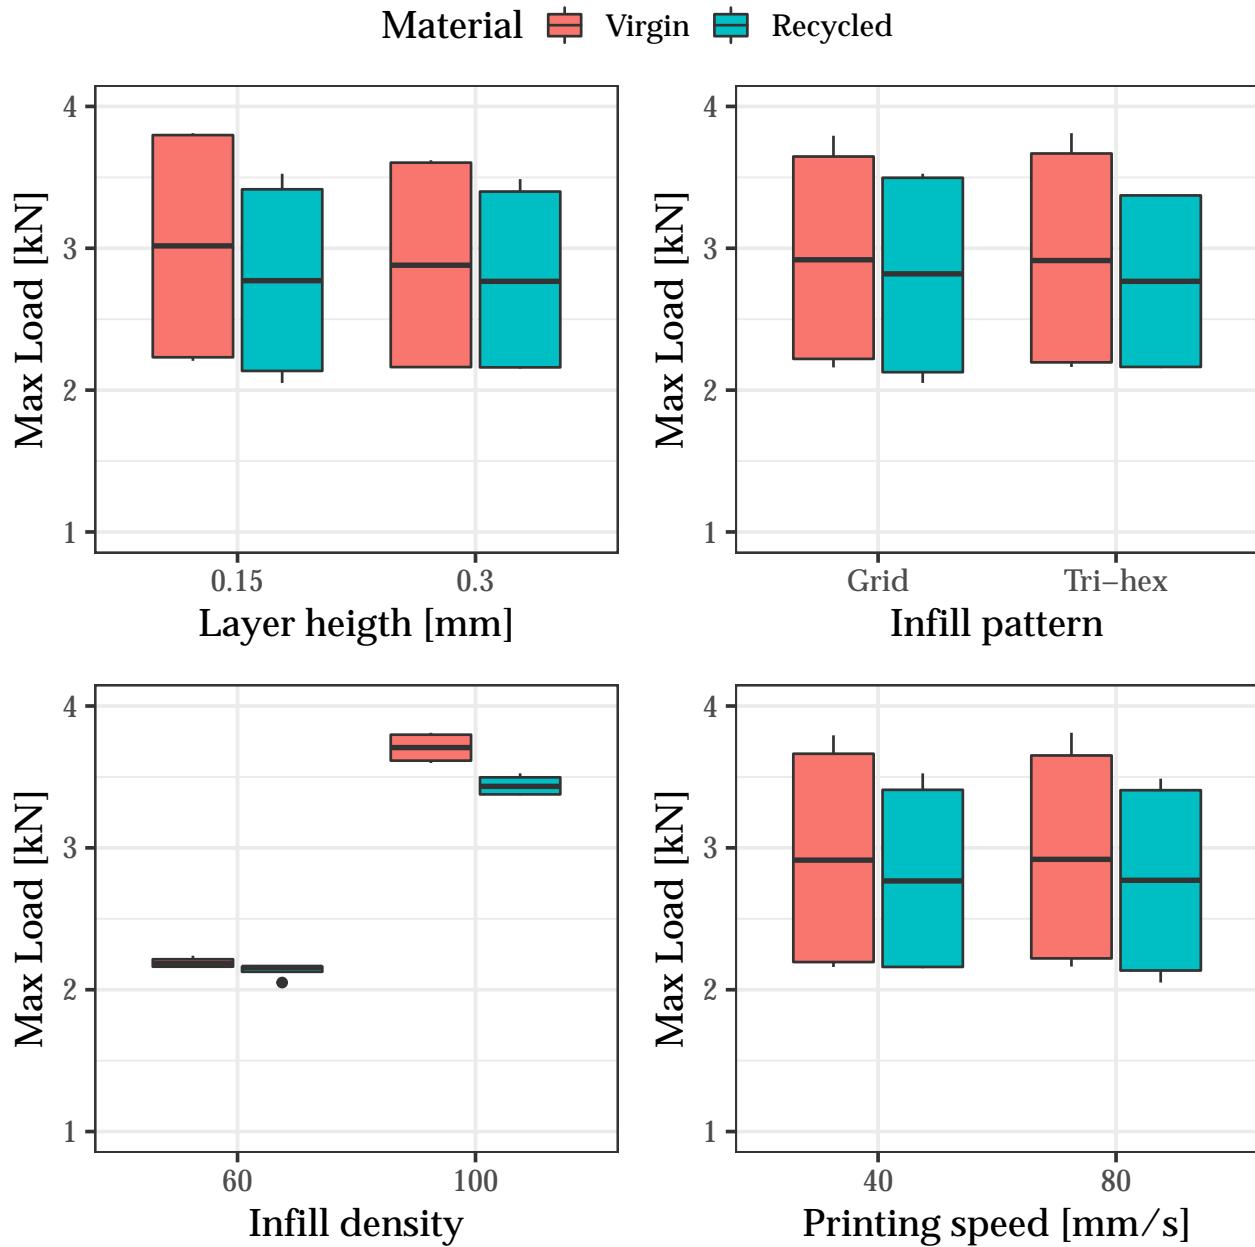 Material Virgin Recycled
4
3
2
1
Max Load [kN]
0.15 0.3
Layer heigth [mm]
4
3
2
1
Max Load [kN]
Grid Tri−hex
Infill pattern
4
3
2
1
Max Load [kN]
60 100
Infill density
4
3
2
1
Max Load [kN]
40 80
Printing speed [mm/s]